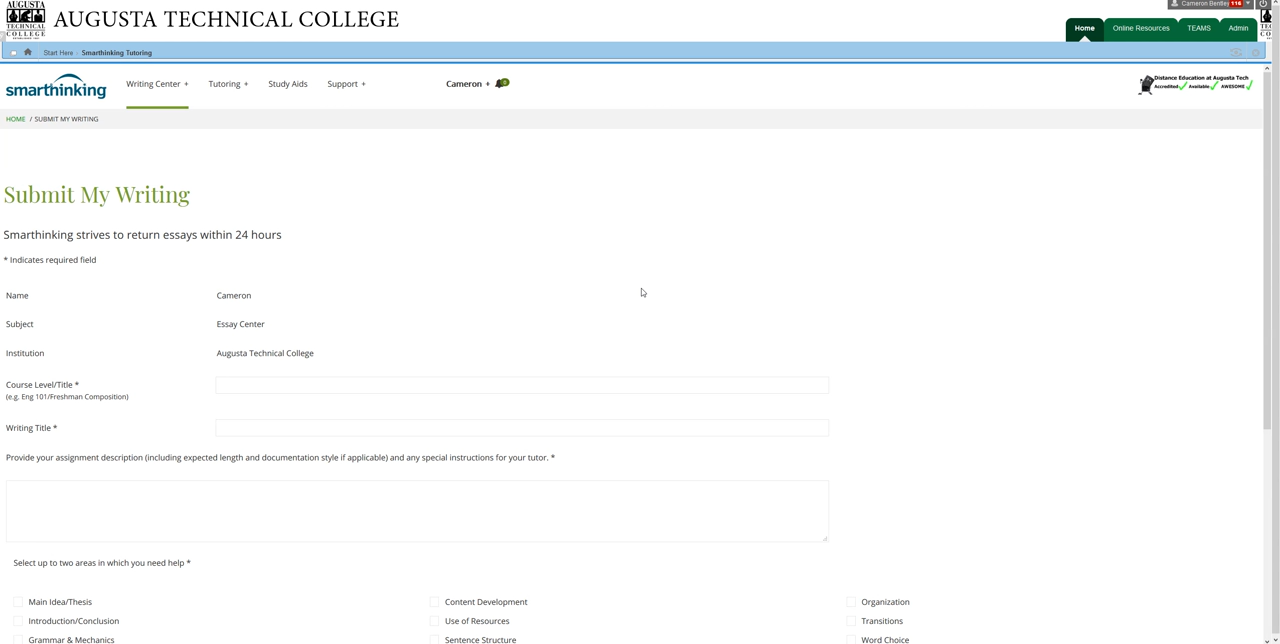 AUGUSTA
TECHNICAL
COLLEGE
AUGUSTA TECHNICAL COLLEGE
Cameron Bentley 116
Home Online Resources TEAMS Admin
Start Here › Smarthinking Tutoring
smarthinking
Writing Center + Tutoring + Study Aids Support + Cameron + 0
Distance Education at Augusta Tech
Accredited Available AWESOME
HOME / SUBMIT MY WRITING
Submit My Writing
Smarthinking strives to return essays within 24 hours
* Indicates required field
Name Cameron
Subject Essay Center
Institution Augusta Technical College
Course Level/Title *
(e.g. Eng 101/Freshman Composition)
Writing Title *
Provide your assignment description (including expected length and documentation style if applicable) and any special instructions for your tutor. *
Select up to two areas in which you need help *
Main Idea/Thesis Content Development Organization
Introduction/Conclusion Use of Resources Transitions
Grammar & Mechanics Sentence Structure Word Choice